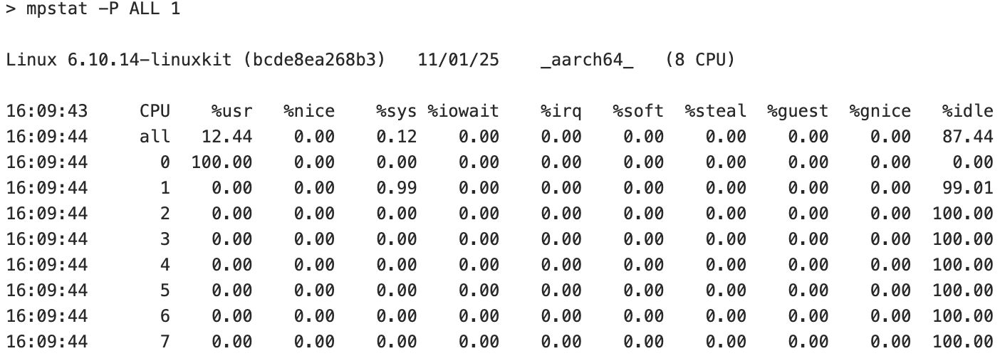 > mpstat -P ALL 1
Linux 6.10.14-linuxkit (bcde8ea268b3)   11/01/25    _aarch64_   (8 CPU)
16:09:43     CPU    %usr   %nice    %sys %iowait    %irq   %soft  %steal  %guest  %gnice   %idle
16:09:44     all   12.44    0.00    0.12    0.00    0.00    0.00    0.00    0.00    0.00   87.44
16:09:44       0  100.00    0.00    0.00    0.00    0.00    0.00    0.00    0.00    0.00    0.00
16:09:44       1    0.00    0.00    0.99    0.00    0.00    0.00    0.00    0.00    0.00   99.01
16:09:44       2    0.00    0.00    0.00    0.00    0.00    0.00    0.00    0.00    0.00  100.00
16:09:44       3    0.00    0.00    0.00    0.00    0.00    0.00    0.00    0.00    0.00  100.00
16:09:44       4    0.00    0.00    0.00    0.00    0.00    0.00    0.00    0.00    0.00  100.00
16:09:44       5    0.00    0.00    0.00    0.00    0.00    0.00    0.00    0.00    0.00  100.00
16:09:44       6    0.00    0.00    0.00    0.00    0.00    0.00    0.00    0.00    0.00  100.00
16:09:44       7    0.00    0.00    0.00    0.00    0.00    0.00    0.00    0.00    0.00  100.00